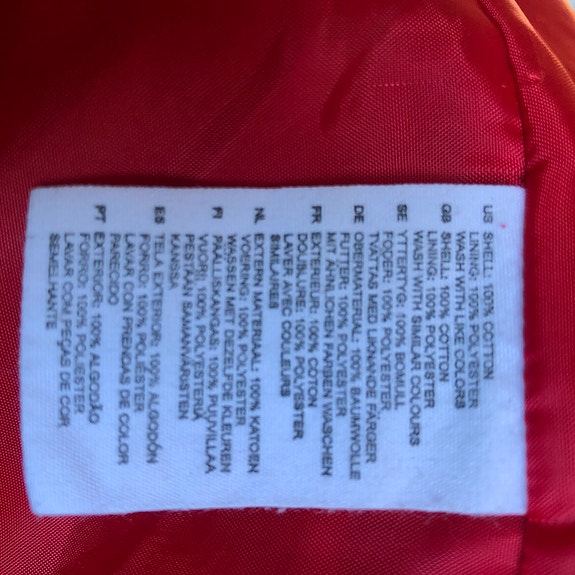 US SHELL: 100% COTTON
LINING: 100% POLYESTER
WASH WITH LIKE COLORS
GB SHELL: 100% COTTON
LINING: 100% POLYESTER
WASH WITH SIMILAR COLOURS
SE YTTERTYG: 100% BOMULL
FODER: 100% POLYESTER
TVÄTTAS MED LIKNANDE FÄRGER
DE OBERMATERIAL: 100% BAUMWOLLE
FUTTER: 100% POLYESTER
MIT ÄHNLICHEN FARBEN WASCHEN
FR EXTERIEUR: 100% COTON
DOUBLURE: 100% POLYESTER
LAVER AVEC COULEURS
SIMILAIRES
NL EXTERN MATERIAAL: 100% KATOEN
VOERING: 100% POLYESTER
WASSEN MET DEZELFDE KLEUREN
FI PÄÄLLISKANGAS: 100% PUUVILLAA
VUORI: 100% POLYESTERIÄ
PESTÄÄN SAMANVÄRISTEN
KANSSA
ES TELA EXTERIOR: 100% ALGODÓN
FORRO: 100% POLIÉSTER
LAVAR CON PRENDAS DE COLOR
PARECIDO
PT EXTERIOR: 100% ALGODÃO
FORRO: 100% POLIÉSTER
LAVAR COM PEÇAS DE COR
SEMELHANTE